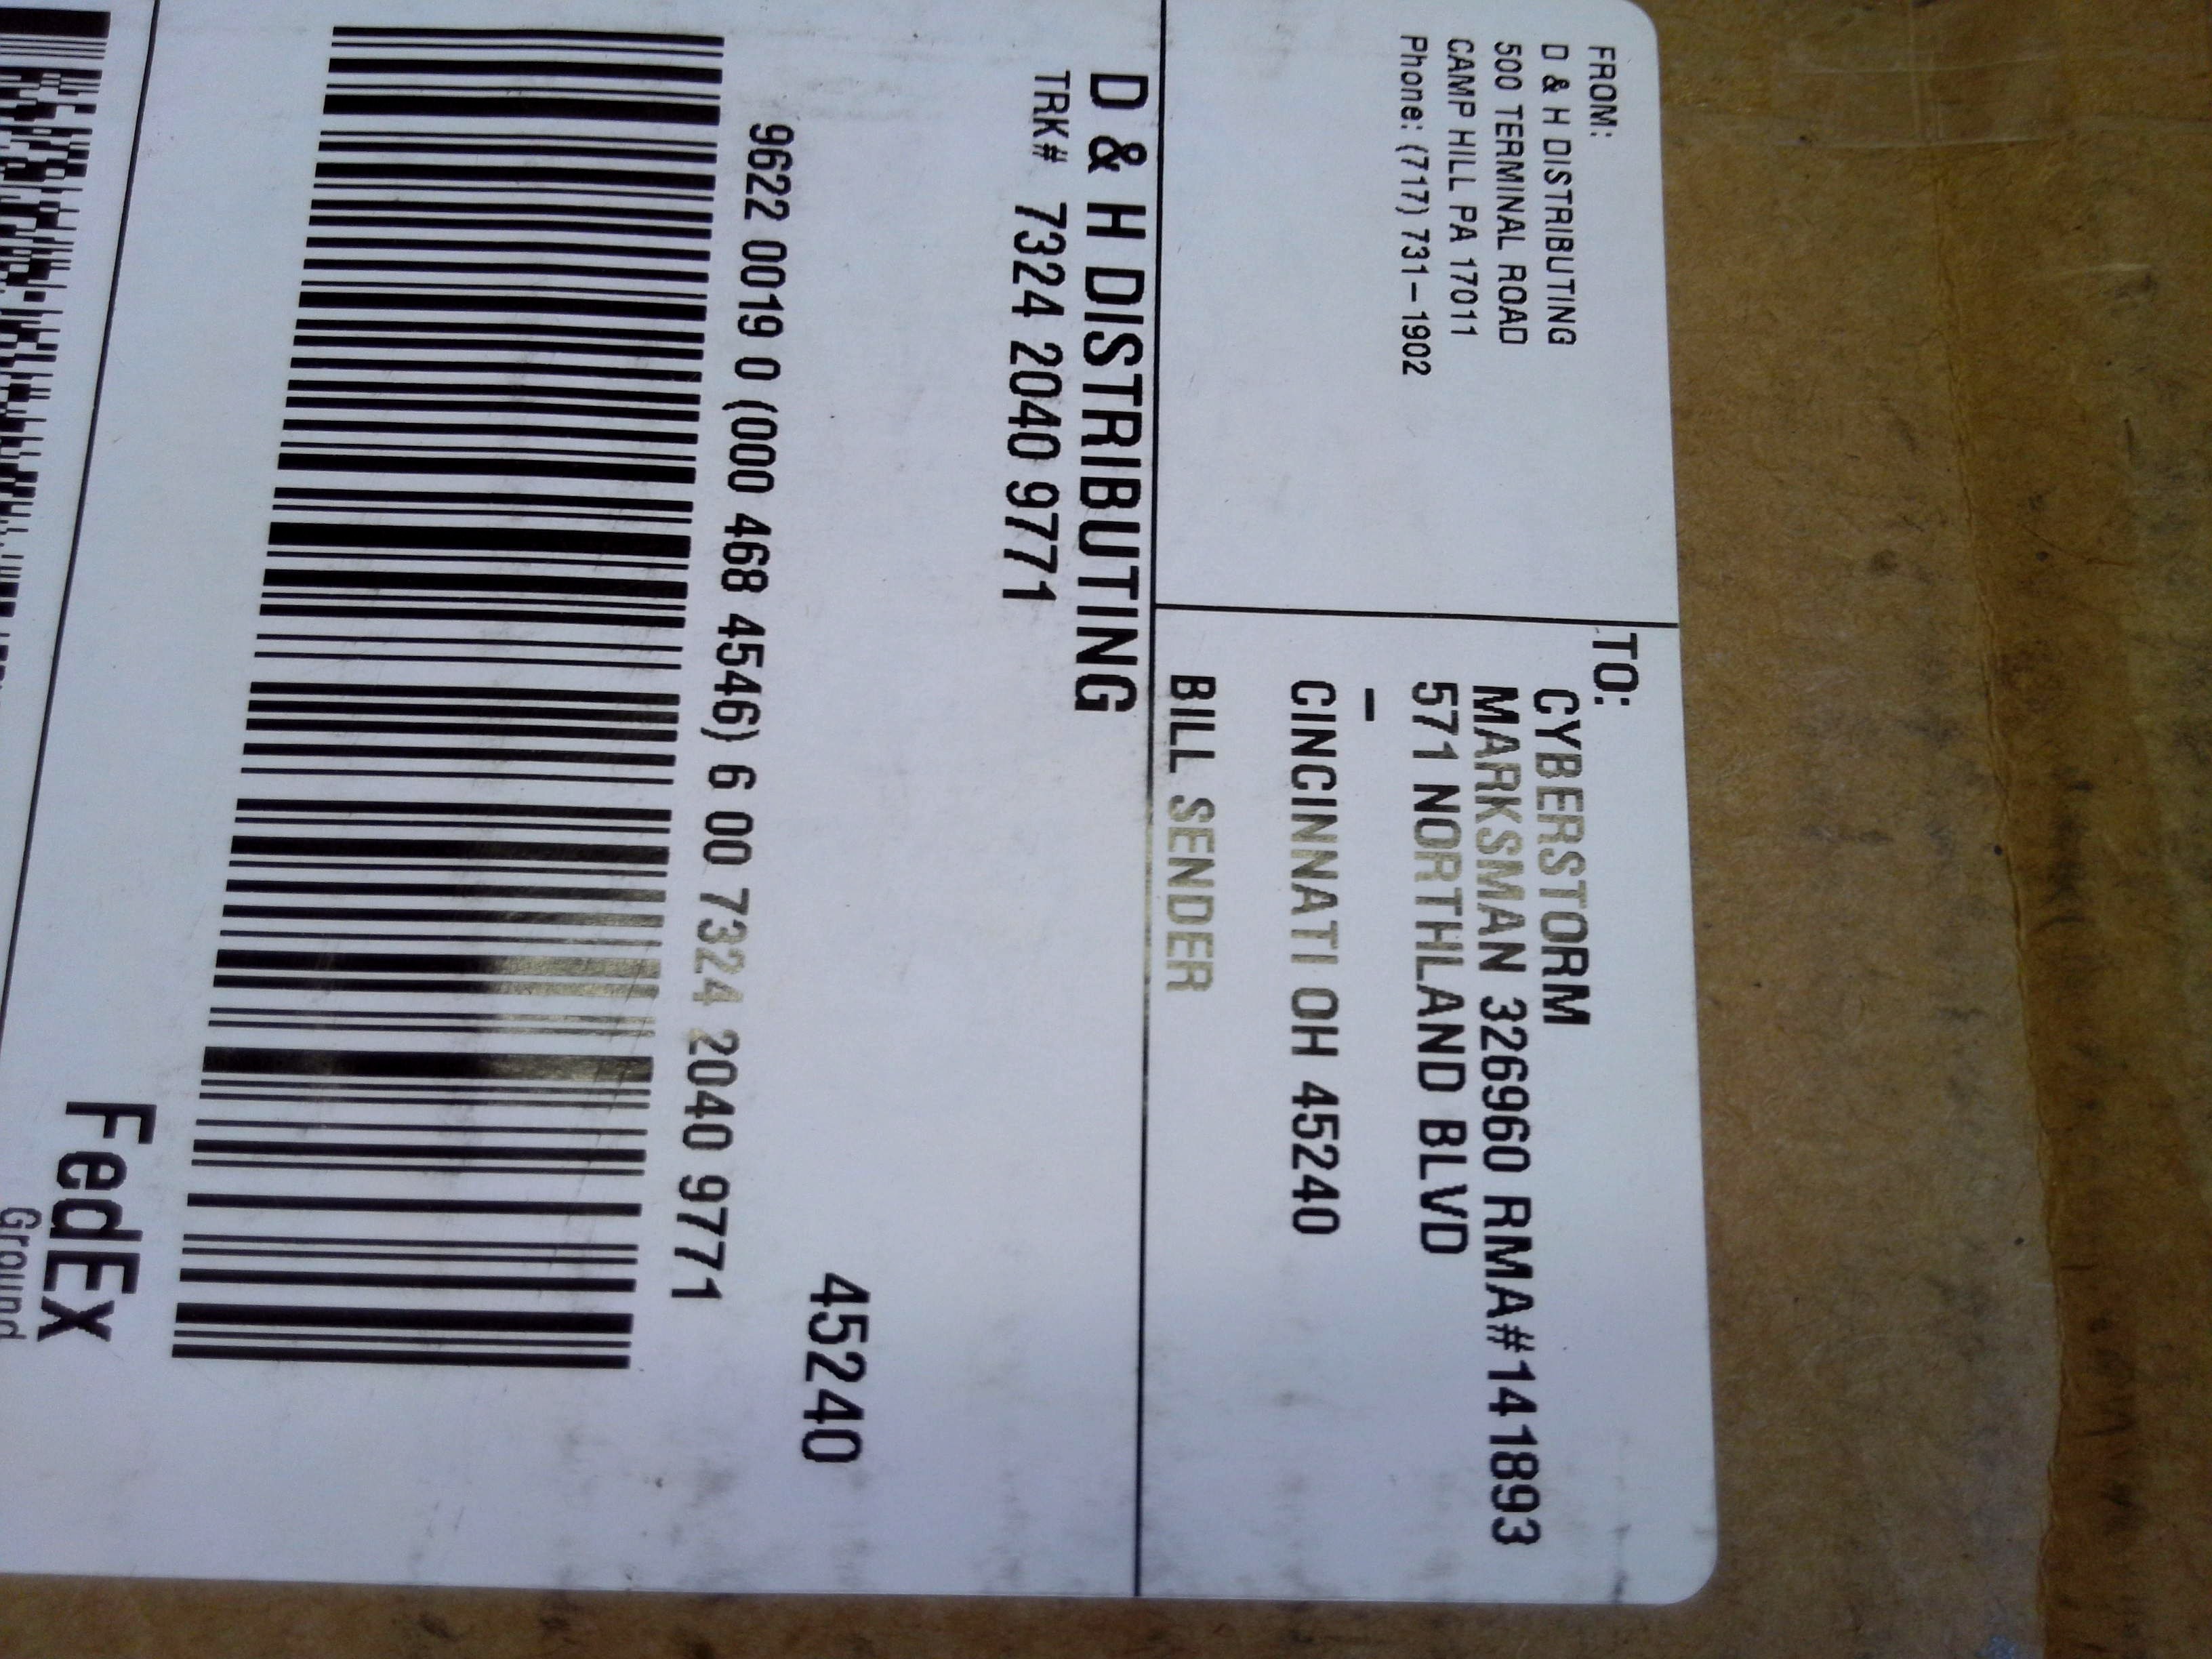 FROM:
D & H DISTRIBUTING
500 TERMINAL ROAD
CAMP HILL PA 17011
Phone: (717) 731-1902
TO:
CYBERSTORM
MARKSMAN 326960 RMA#141893
571 NORTHLAND BLVD
–
CINCINNATI OH 45240
BILL SENDER
D & H DISTRIBUTING
TRK# 7324 2040 9771
45240
9622 0019 0 (000 468 4546) 6 00 7324 2040 9771
FedEx
Ground